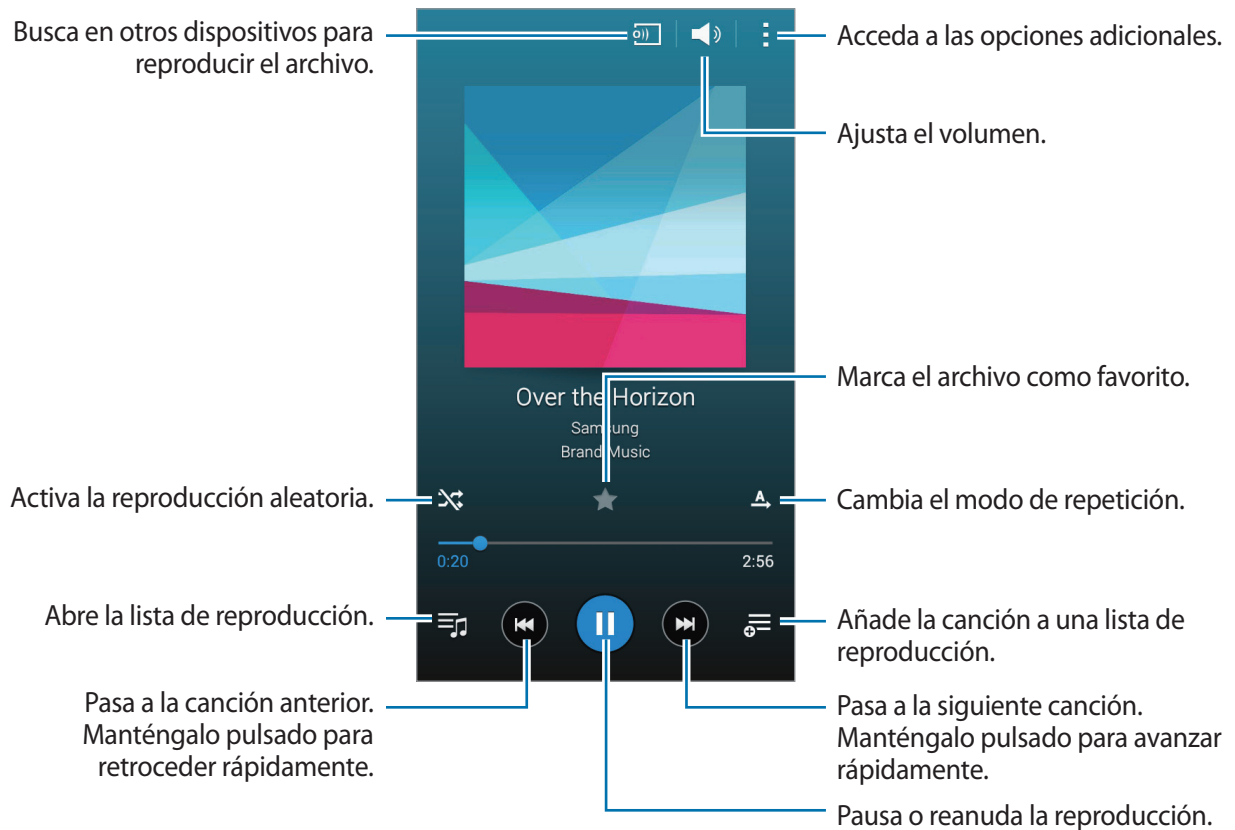 Busca en otros dispositivos para
reproducir el archivo.
Acceda a las opciones adicionales.
Ajusta el volumen.
Marca el archivo como favorito.
Over the Horizon
Samsung
Brand Music
Activa la reproducción aleatoria.
A
Cambia el modo de repetición.
0:20
2:56
Abre la lista de reproducción.
Añade la canción a una lista de
reproducción.
Pasa a la canción anterior.
Manténgalo pulsado para
retroceder rápidamente.
Pasa a la siguiente canción.
Manténgalo pulsado para avanzar
rápidamente.
Pausa o reanuda la reproducción.